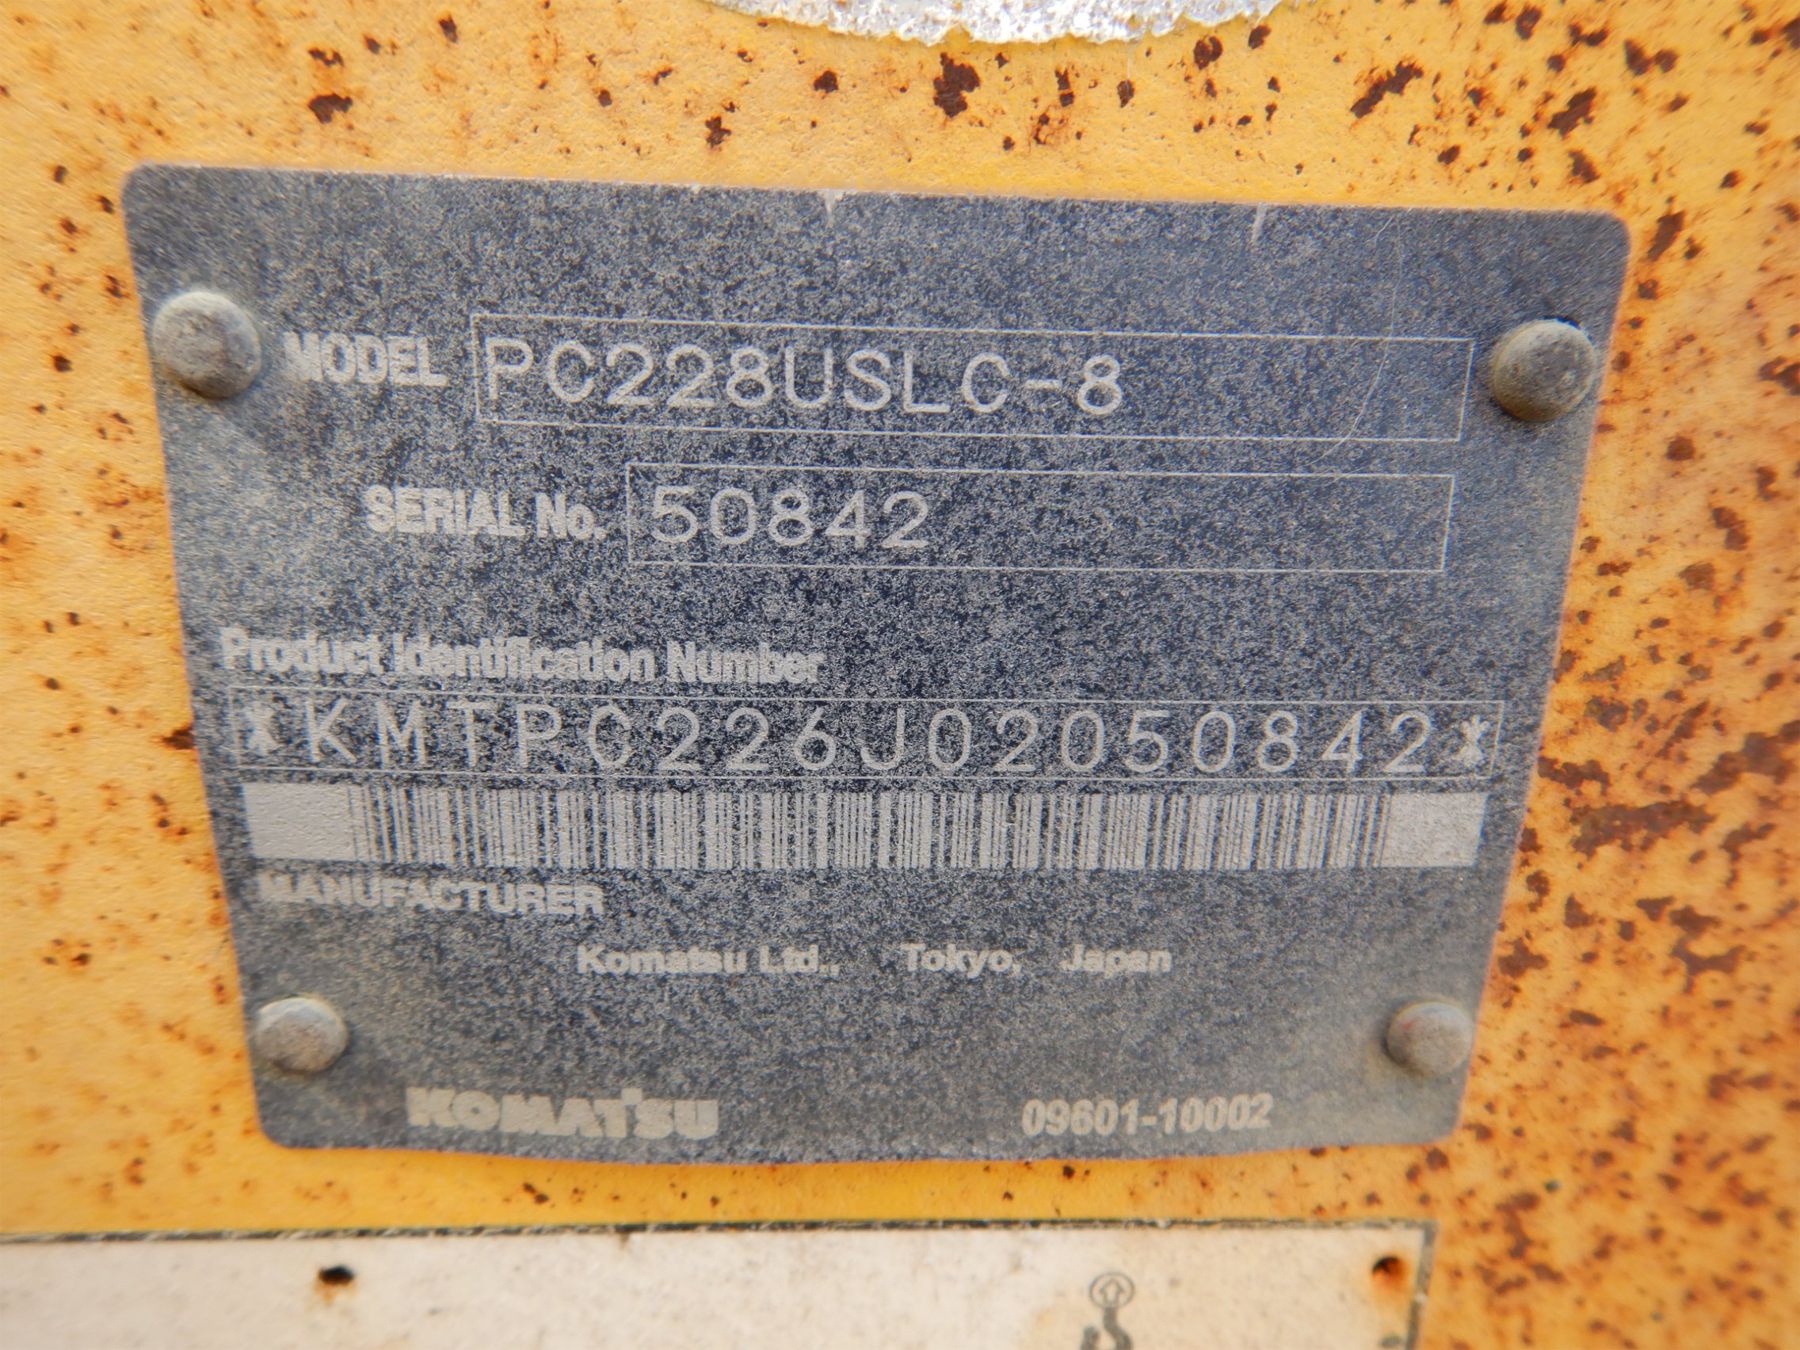 MODEL PC228USLC-8
SERIAL No. 50842
Product Identification Number
*KMTPC226J02050842*
MANUFACTURER
Komatsu Ltd., Tokyo, Japan
KOMATSU 09601-10002